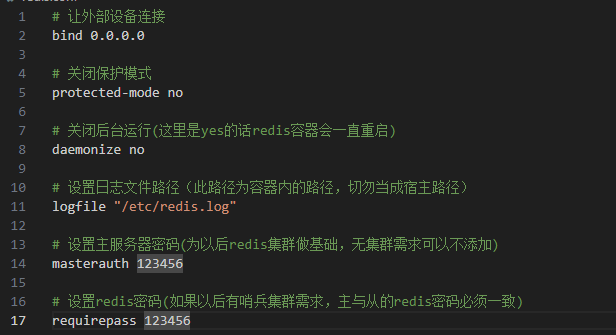 1 # 让外部设备连接
2 bind 0.0.0.0
3
4 # 关闭保护模式
5 protected-mode no
6
7 # 关闭后台运行(这里是yes的话redis容器会一直重启)
8 daemonize no
9
10 # 设置日志文件路径（此路径为容器内的路径，切勿当成宿主路径）
11 logfile "/etc/redis.log"
12
13 # 设置主服务器密码(为以后redis集群做基础，无集群需求可以不添加)
14 masterauth 123456
15
16 # 设置redis密码(如果以后有哨兵集群需求，主与从的redis密码必须一致)
17 requirepass 123456